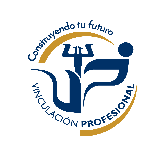 Construyendo tu futuro
VINCULACIÓN PROFESIONAL